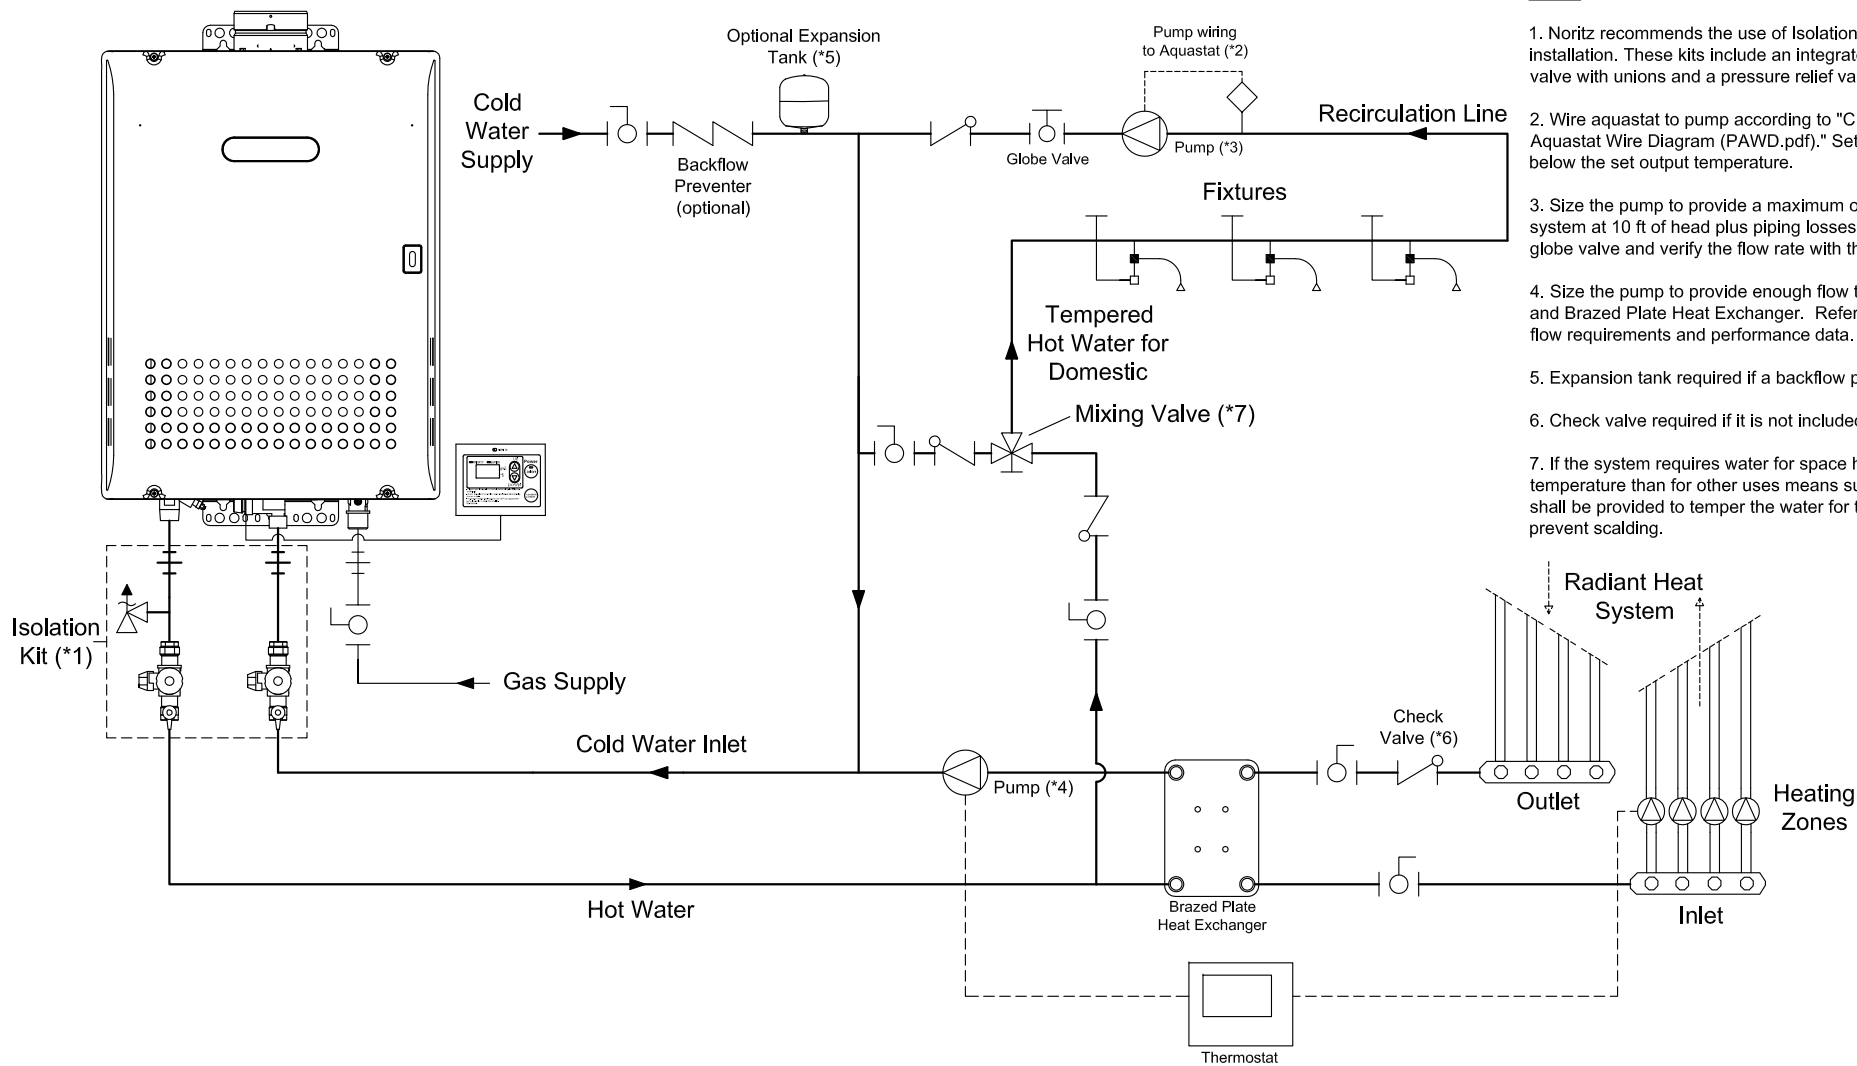 Optional Expansion
Tank (*5)
Pump wiring
to Aquastat (*2)
Cold
Water
Supply
Recirculation Line
Backflow
Preventer
(optional)
Globe Valve
Pump (*3)
Fixtures
Tempered
Hot Water for
Domestic
Mixing Valve (*7)
Isolation
Kit (*1)
Gas Supply
Cold Water Inlet
Pump (*4)
Check
Valve (*6)
Hot Water
Brazed Plate
Heat Exchanger
Thermostat
Radiant Heat
System
Outlet
Heating
Zones
Inlet
1. Noritz recommends the use of Isolation
installation. These kits include an integrat
valve with unions and a pressure relief va
2. Wire aquastat to pump according to "C
Aquastat Wire Diagram (PAWD.pdf)." Set
below the set output temperature.
3. Size the pump to provide a maximum o
system at 10 ft of head plus piping losses
globe valve and verify the flow rate with th
4. Size the pump to provide enough flow t
and Brazed Plate Heat Exchanger. Refer
flow requirements and performance data.
5. Expansion tank required if a backflow p
6. Check valve required if it is not included
7. If the system requires water for space h
temperature than for other uses means su
shall be provided to temper the water for t
prevent scalding.